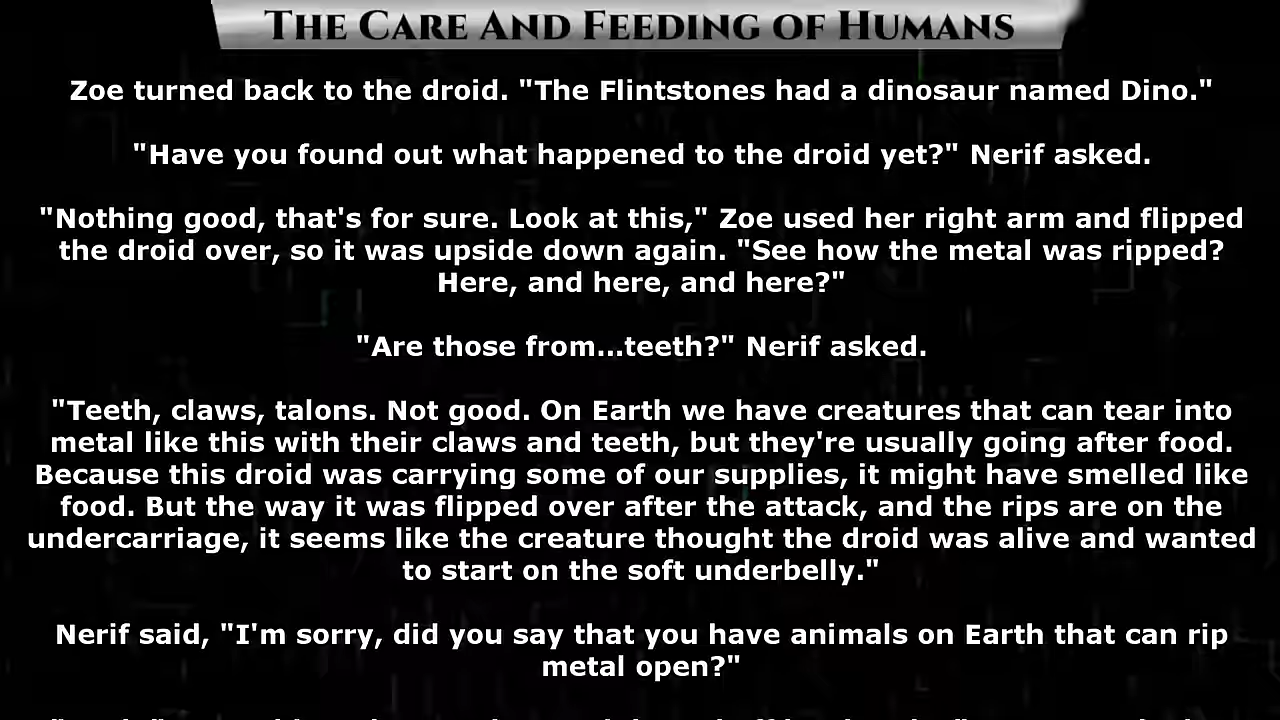 The Care And Feeding of Humans
Zoe turned back to the droid. "The Flintstones had a dinosaur named Dino."
"Have you found out what happened to the droid yet?" Nerif asked.
"Nothing good, that's for sure. Look at this," Zoe used her right arm and flipped
the droid over, so it was upside down again. "See how the metal was ripped?
Here, and here, and here?"
"Are those from...teeth?" Nerif asked.
"Teeth, claws, talons. Not good. On Earth we have creatures that can tear into
metal like this with their claws and teeth, but they're usually going after food.
Because this droid was carrying some of our supplies, it might have smelled like
food. But the way it was flipped over after the attack, and the rips are on the
undercarriage, it seems like the creature thought the droid was alive and wanted
to start on the soft underbelly."
Nerif said, "I'm sorry, did you say that you have animals on Earth that can rip
metal open?"